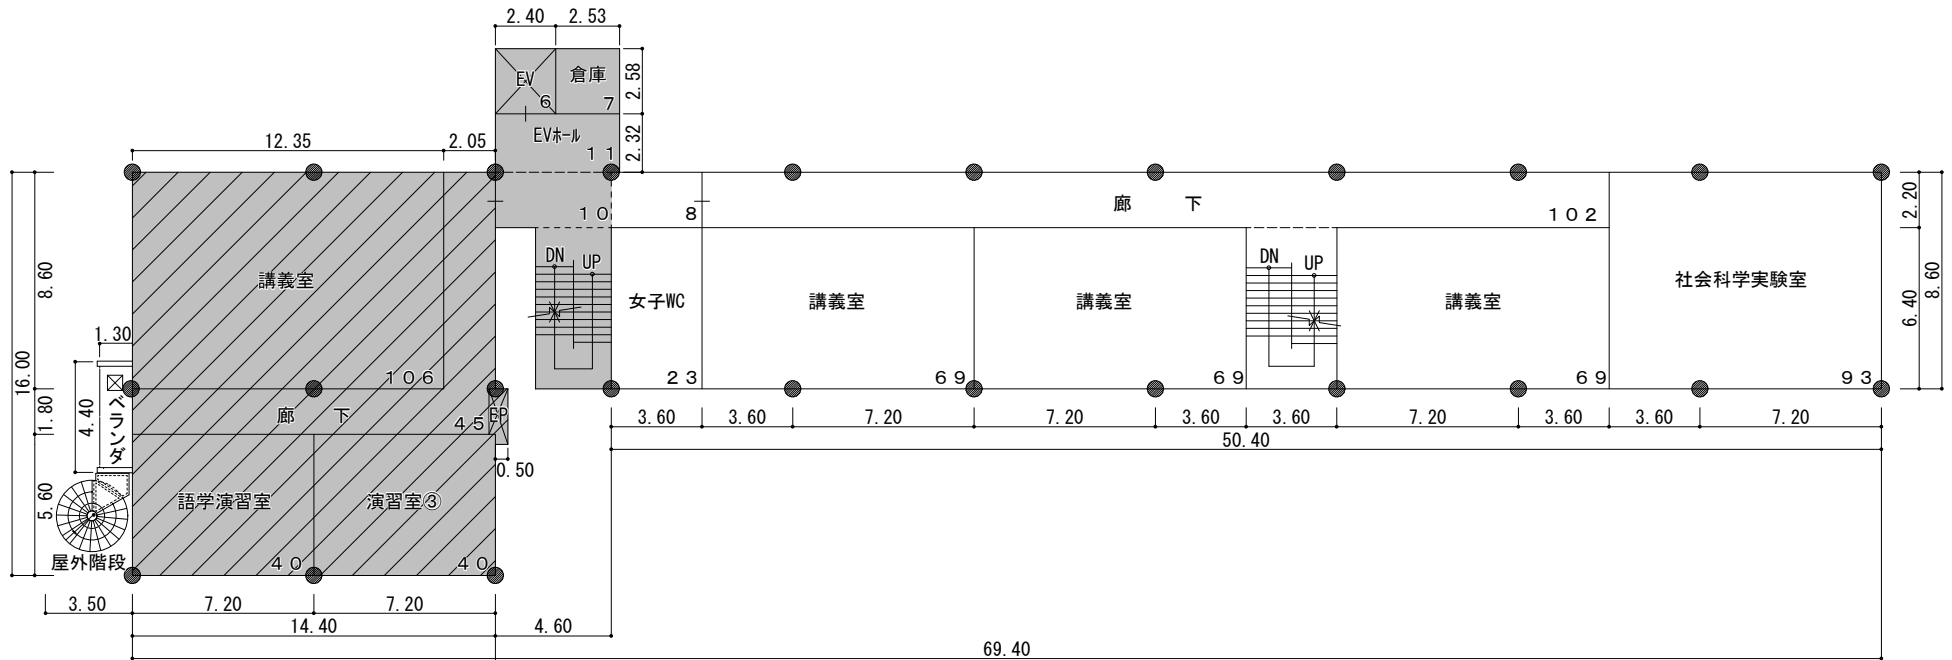 2.40
2.53
EV
倉庫
2.58
6
7
EVホール
2.32
12.35
2.05
11
廊 下
10
8
102
2.20
DN
UP
DN
UP
8.60
講義室
女子WC
講義室
講義室
講義室
社会科学実験室
6.40
8.60
1.30
16.00
106
23
69
69
69
93
ベランダ
4.40
1.80
廊 下
45
EP
3.60
3.60
7.20
7.20
3.60
3.60
7.20
3.60
3.60
7.20
50.40
0.50
5.60
語学演習室
演習室③
屋外階段
40
40
3.50
7.20
7.20
14.40
4.60
69.40